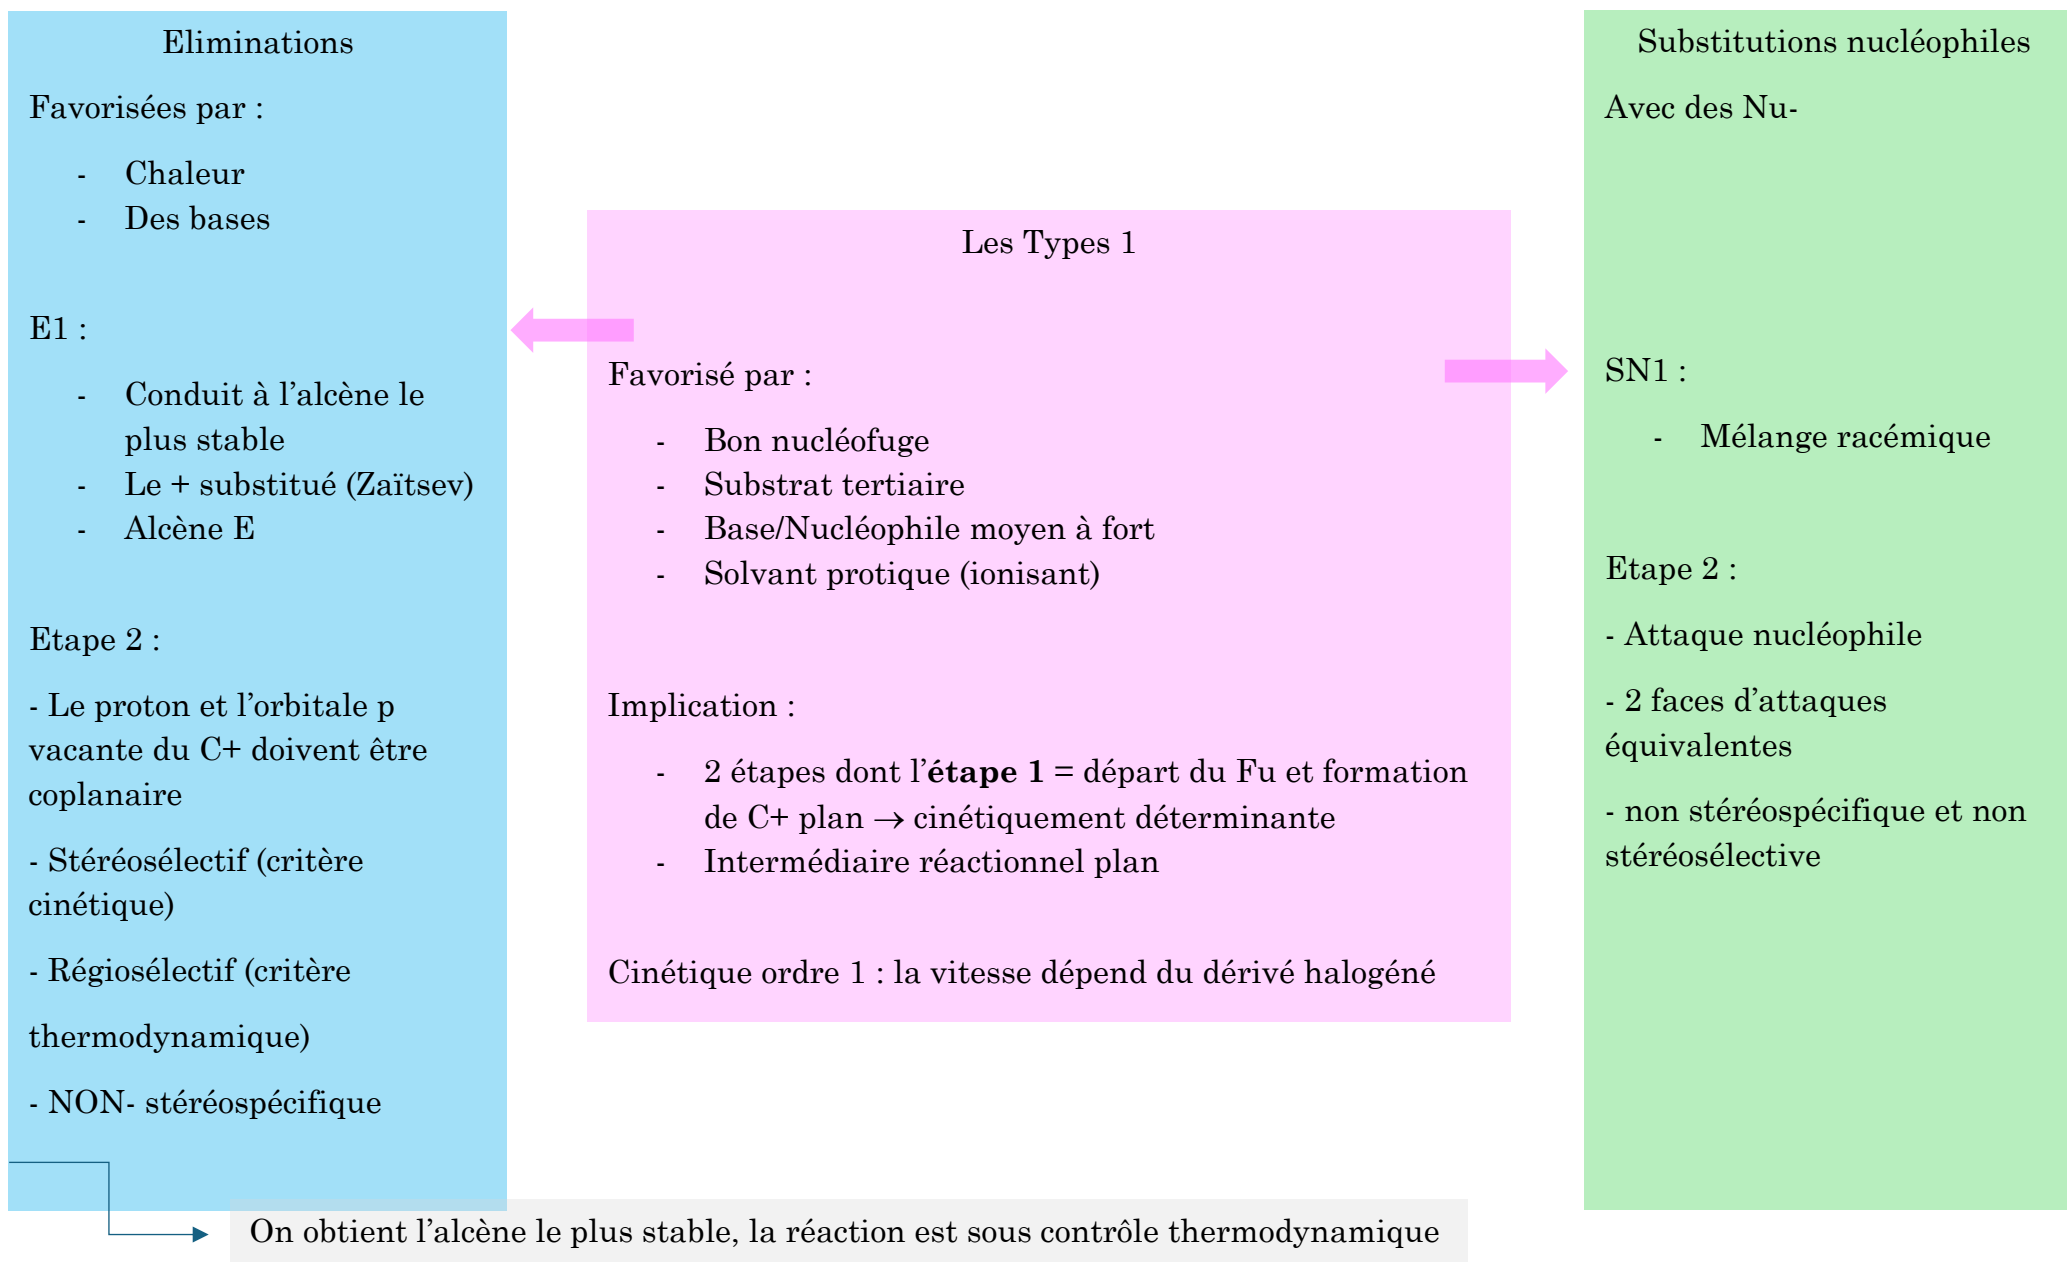 Eliminations
Favorisées par :
- Chaleur
- Des bases
E1 :
- Conduit à l’alcène le
plus stable
- Le + substitué (Zaïtsev)
- Alcène E
Etape 2 :
- Le proton et l’orbitale p
vacante du C+ doivent être
coplanaire
- Stéréosélectif (critère
cinétique)
- Régiosélectif (critère
thermodynamique)
- NON- stéréospécifique
Les Types 1
Favorisé par :
- Bon nucléofuge
- Substrat tertiaire
- Base/Nucléophile moyen à fort
- Solvant protique (ionisant)
Implication :
- 2 étapes dont l’étape 1 = départ du Fu et formation
de C+ plan → cinétiquement déterminante
- Intermédiaire réactionnel plan
Cinétique ordre 1 : la vitesse dépend du dérivé halogéné
Substitutions nucléophiles
Avec des Nu-
SN1 :
- Mélange racémique
Etape 2 :
- Attaque nucléophile
- 2 faces d’attaques
équivalentes
- non stéréospécifique et non
stéréosélective
On obtient l’alcène le plus stable, la réaction est sous contrôle thermodynamique